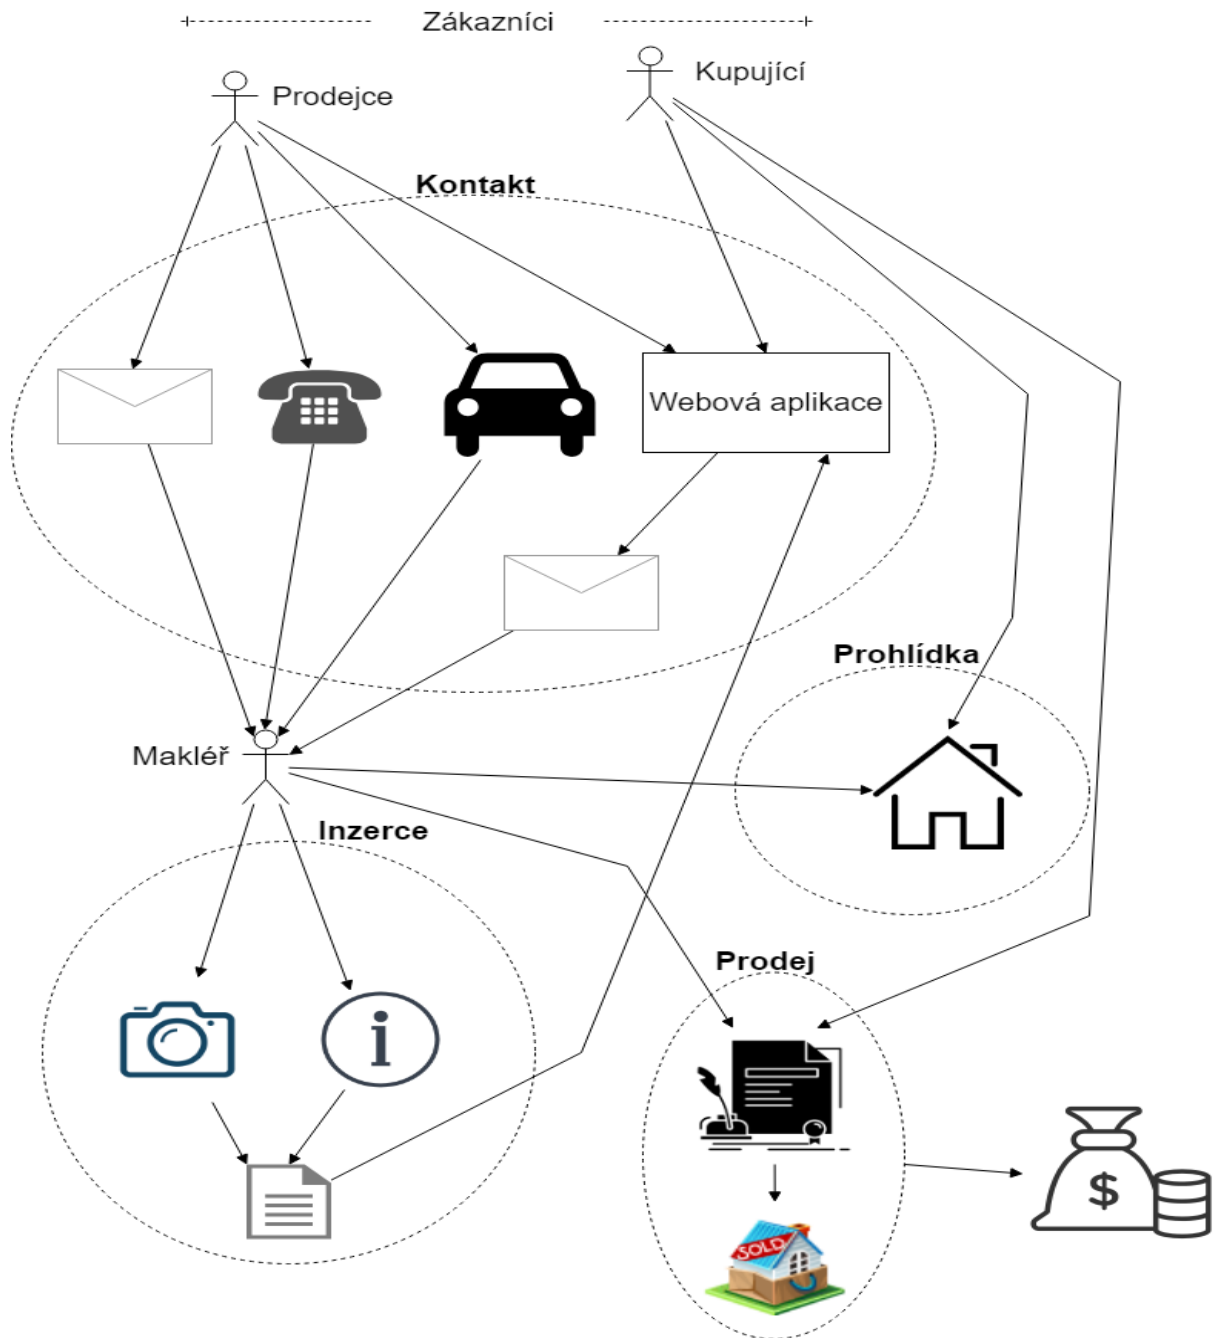 Zákazníci
Prodejce
Kupující
Kontakt
Webová aplikace
Prohlídka
Makléř
Inzerce
i
Prodej
$
SOLD